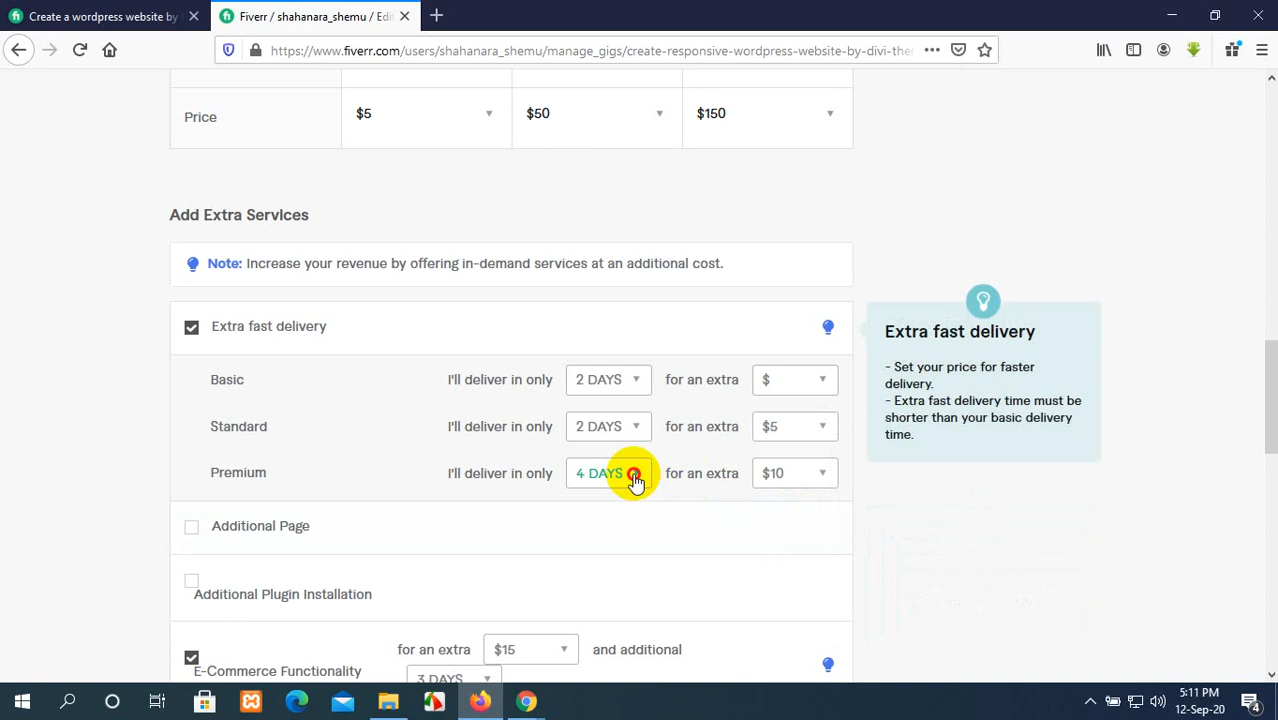 Create a wordpress website by
Fiverr / shahanara_shemu / Edi
https://www.fiverr.com/users/shahanara_shemu/manage_gigs/create-responsive-wordpress-website-by-divi-the
Price
$5
$50
$150
Add Extra Services
Note: Increase your revenue by offering in-demand services at an additional cost.
Extra fast delivery
Basic I'll deliver in only 2 DAYS for an extra $
Standard I'll deliver in only 2 DAYS for an extra $5
Premium I'll deliver in only 4 DAYS for an extra $10
Additional Page
Additional Plugin Installation
for an extra $15 and additional
E-Commerce Functionality
3 DAYS
Extra fast delivery
- Set your price for faster
delivery.
- Extra fast delivery time must be
shorter than your basic delivery
time.
5:11 PM
12-Sep-20
4